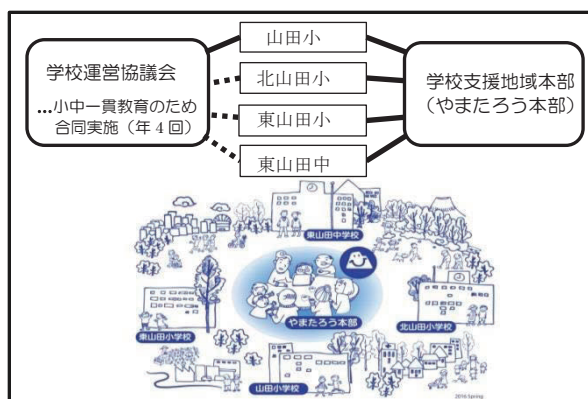 学校運営協議会
…小中一貫教育のため
合同実施（年4回）
山田小
北山田小
東山田小
東山田中
学校支援地域本部
（やまたろう本部）
東山田中学校
やまたろう本部
東山田小学校
北山田小学校
山田小学校
2016 Spring